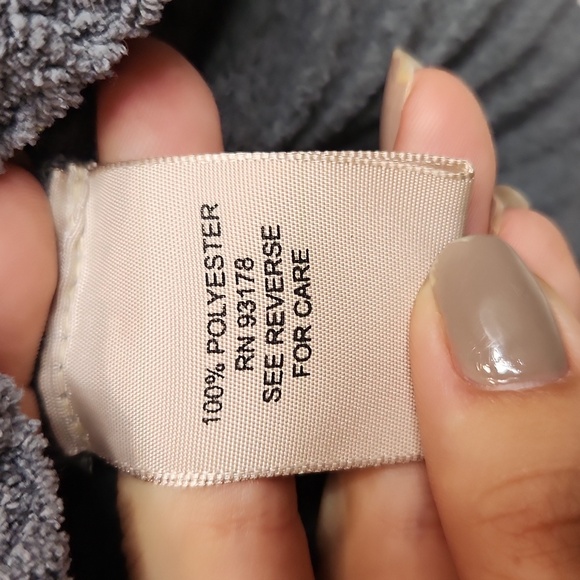 100% POLYESTER
RN 93178
SEE REVERSE
FOR CARE